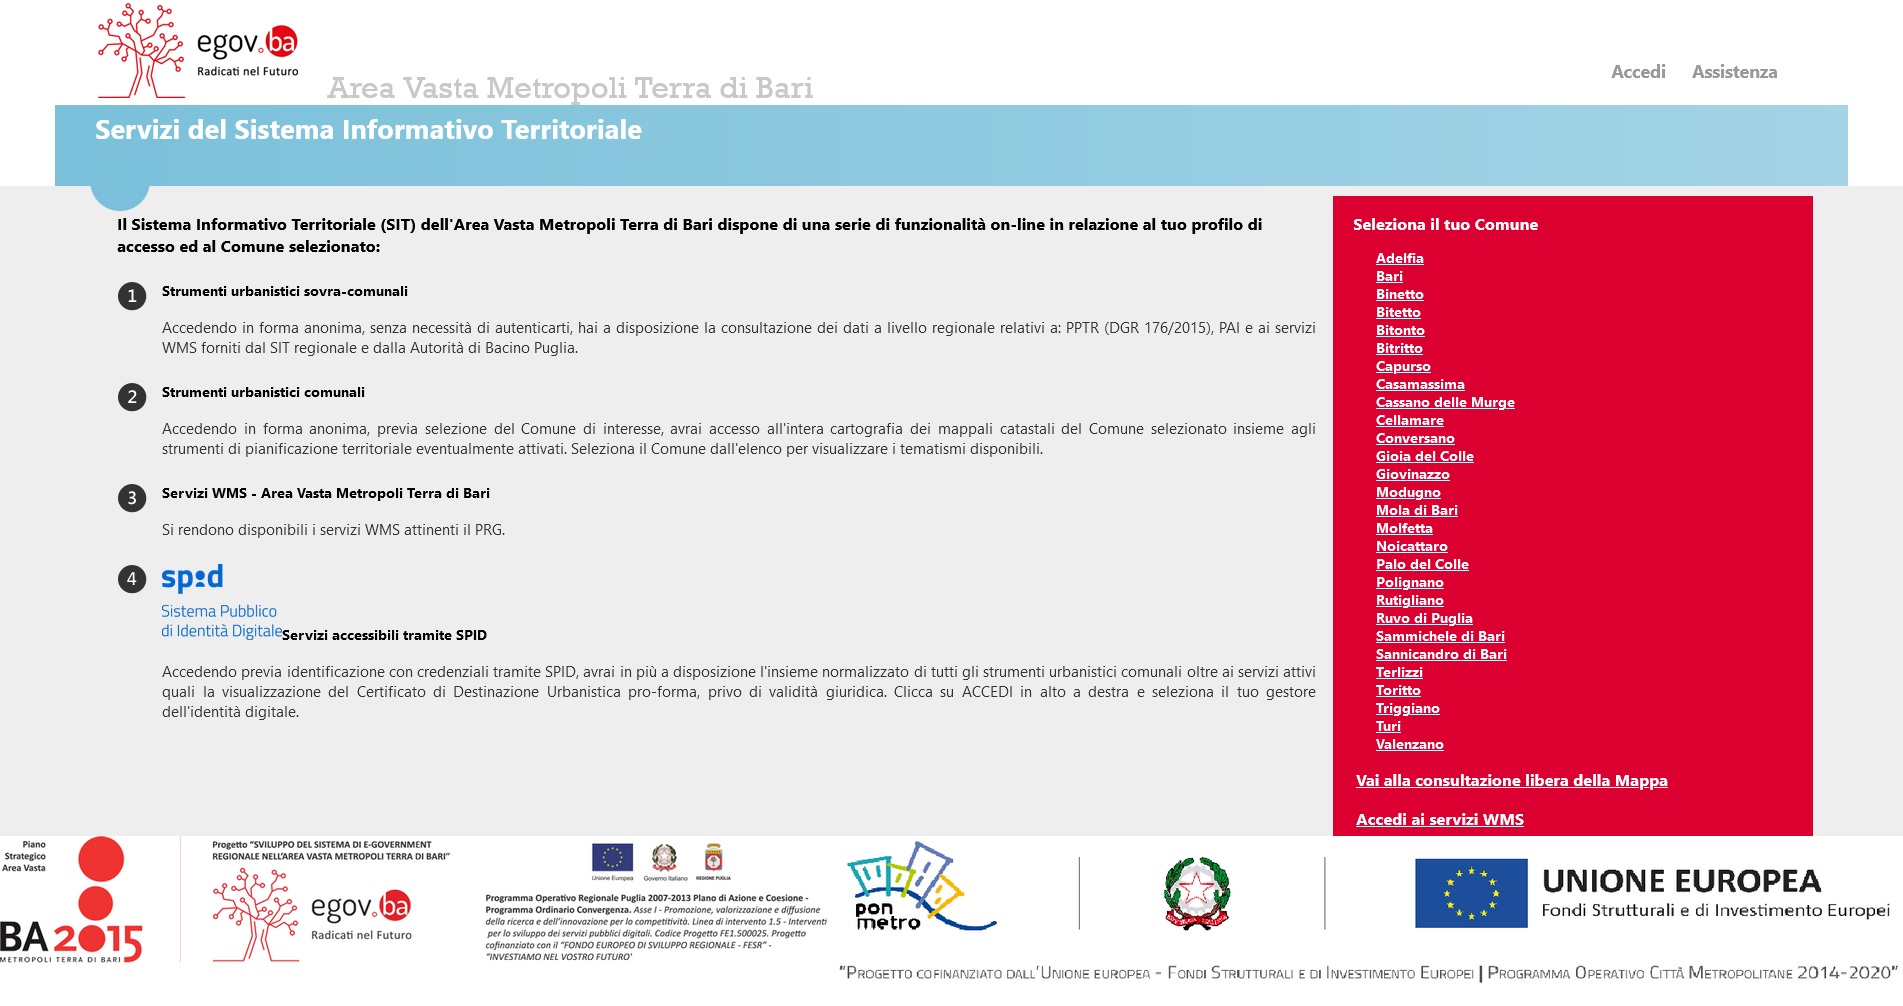 egov.ba
Radicati nel Futuro
Area Vasta Metropoli Terra di Bari
Accedi
Assistenza
Servizi del Sistema Informativo Territoriale
Il Sistema Informativo Territoriale (SIT) dell'Area Vasta Metropoli Terra di Bari dispone di una serie di funzionalità on-line in relazione al tuo profilo di
accesso ed al Comune selezionato:
1
Strumenti urbanistici sovra-comunali
Accedendo in forma anonima, senza necessità di autenticarti, hai a disposizione la consultazione dei dati a livello regionale relativi a: PPTR (DGR 176/2015), PAI e ai servizi
WMS forniti dal SIT regionale e dalla Autorità di Bacino Puglia.
2
Strumenti urbanistici comunali
Accedendo in forma anonima, previa selezione del Comune di interesse, avrai accesso all'intera cartografia dei mappali catastali del Comune selezionato insieme agli
strumenti di pianificazione territoriale eventualmente attivati. Seleziona il Comune dall'elenco per visualizzare i tematismi disponibili.
3
Servizi WMS - Area Vasta Metropoli Terra di Bari
Si rendono disponibili i servizi WMS attinenti il PRG.
4
spid
Sistema Pubblico
di Identità Digitale
Servizi accessibili tramite SPID
Accedendo previa identificazione con credenziali tramite SPID, avrai in più a disposizione l'insieme normalizzato di tutti gli strumenti urbanistici comunali oltre ai servizi attivi
quali la visualizzazione del Certificato di Destinazione Urbanistica pro-forma, privo di validità giuridica. Clicca su ACCEDI in alto a destra e seleziona il tuo gestore
dell'identità digitale.
Seleziona il tuo Comune
Adelfia
Bari
Binetto
Bitetto
Bitonto
Bitritto
Capurso
Casamassima
Cassano delle Murge
Cellamare
Conversano
Gioia del Colle
Giovinazzo
Modugno
Mola di Bari
Molfetta
Noicattaro
Palo del Colle
Polignano
Rutigliano
Ruvo di Puglia
Sammichele di Bari
Sannicandro di Bari
Terlizzi
Toritto
Triggiano
Turi
Valenzano
Vai alla consultazione libera della Mappa
Accedi ai servizi WMS
Piano
Strategico
Area Vasta
BA 2015
METROPOLI TERRA DI BARI
Progetto "SVILUPPO DEL SISTEMA DI E-GOVERNMENT
REGIONALE NELL'AREA VASTA METROPOLI TERRA DI BARI"
egov.ba
Radicati nel Futuro
Unione Europea
Governo Italiano
REGIONE PUGLIA
Programma Operativo Regionale Puglia 2007-2013 Plano di Azione e Coesione -
Programma Ordinario Convergenza. Asse I - Promozione, valorizzazione e diffusione
della ricerca e dell'innovazione per lo competitività. Linea di intervento 1.5 - Interventi
per lo sviluppo dei servizi pubblici digitali. Codice Progetto FE1.500025. Progetto
cofinanziato con il "FONDO EUROPEO DI SVILUPPO REGIONALE - FESR" -
"INVESTIAMO NEL VOSTRO FUTURO'
pon
metro
UNIONE EUROPEA
Fondi Strutturali e di Investimento Europei
"PROGETTO COFINANZIATO DALL'UNIONE EUROPEA - FONDI STRUTTURALI E DI INVESTIMENTO EUROPEI | PROGRAMMA OPERATIVO CITTÀ METROPOLITANE 2014-2020"